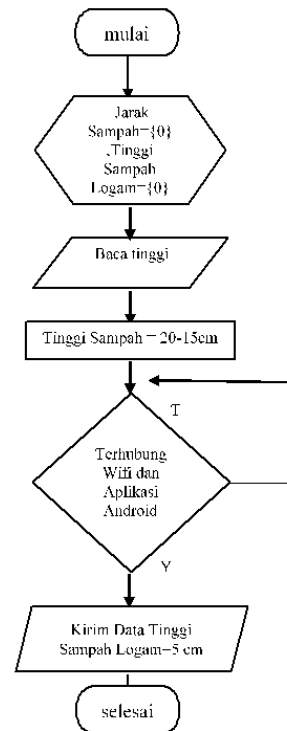 mulai
Jarak
Sampah={0}
,Tinggi
Sampah
Logam={0}
Baca tinggi
Tinggi Sampah = 20-15cm
T
Terhubung
Wifi dan
Aplikasi
Android
Y
Kirim Data Tinggi
Sampah Logam=5 cm
selesai